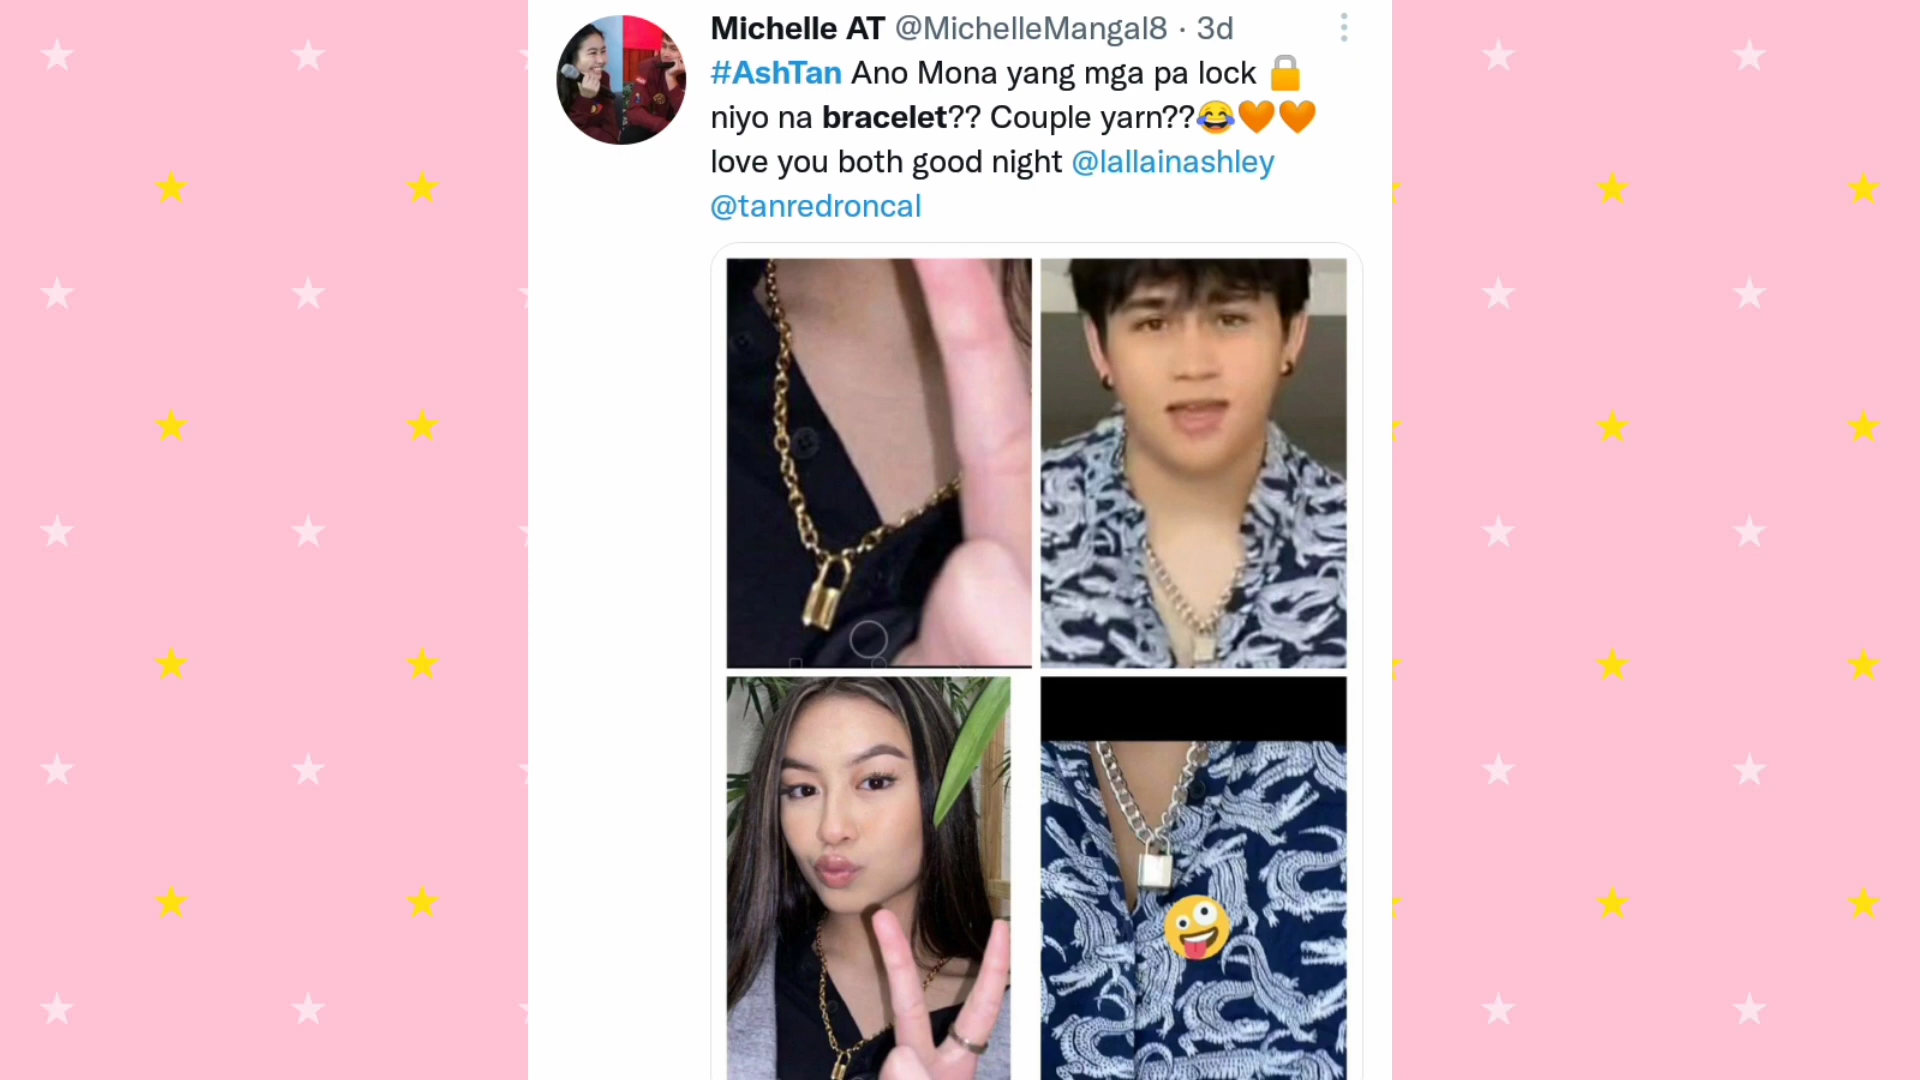 Michelle AT @MichelleMangal8 · 3d
#AshTan Ano Mona yang mga pa lock 🔒
niyo na bracelet?? Couple yarn??😂🧡🧡
love you both good night @lallainashley
@tanredroncal